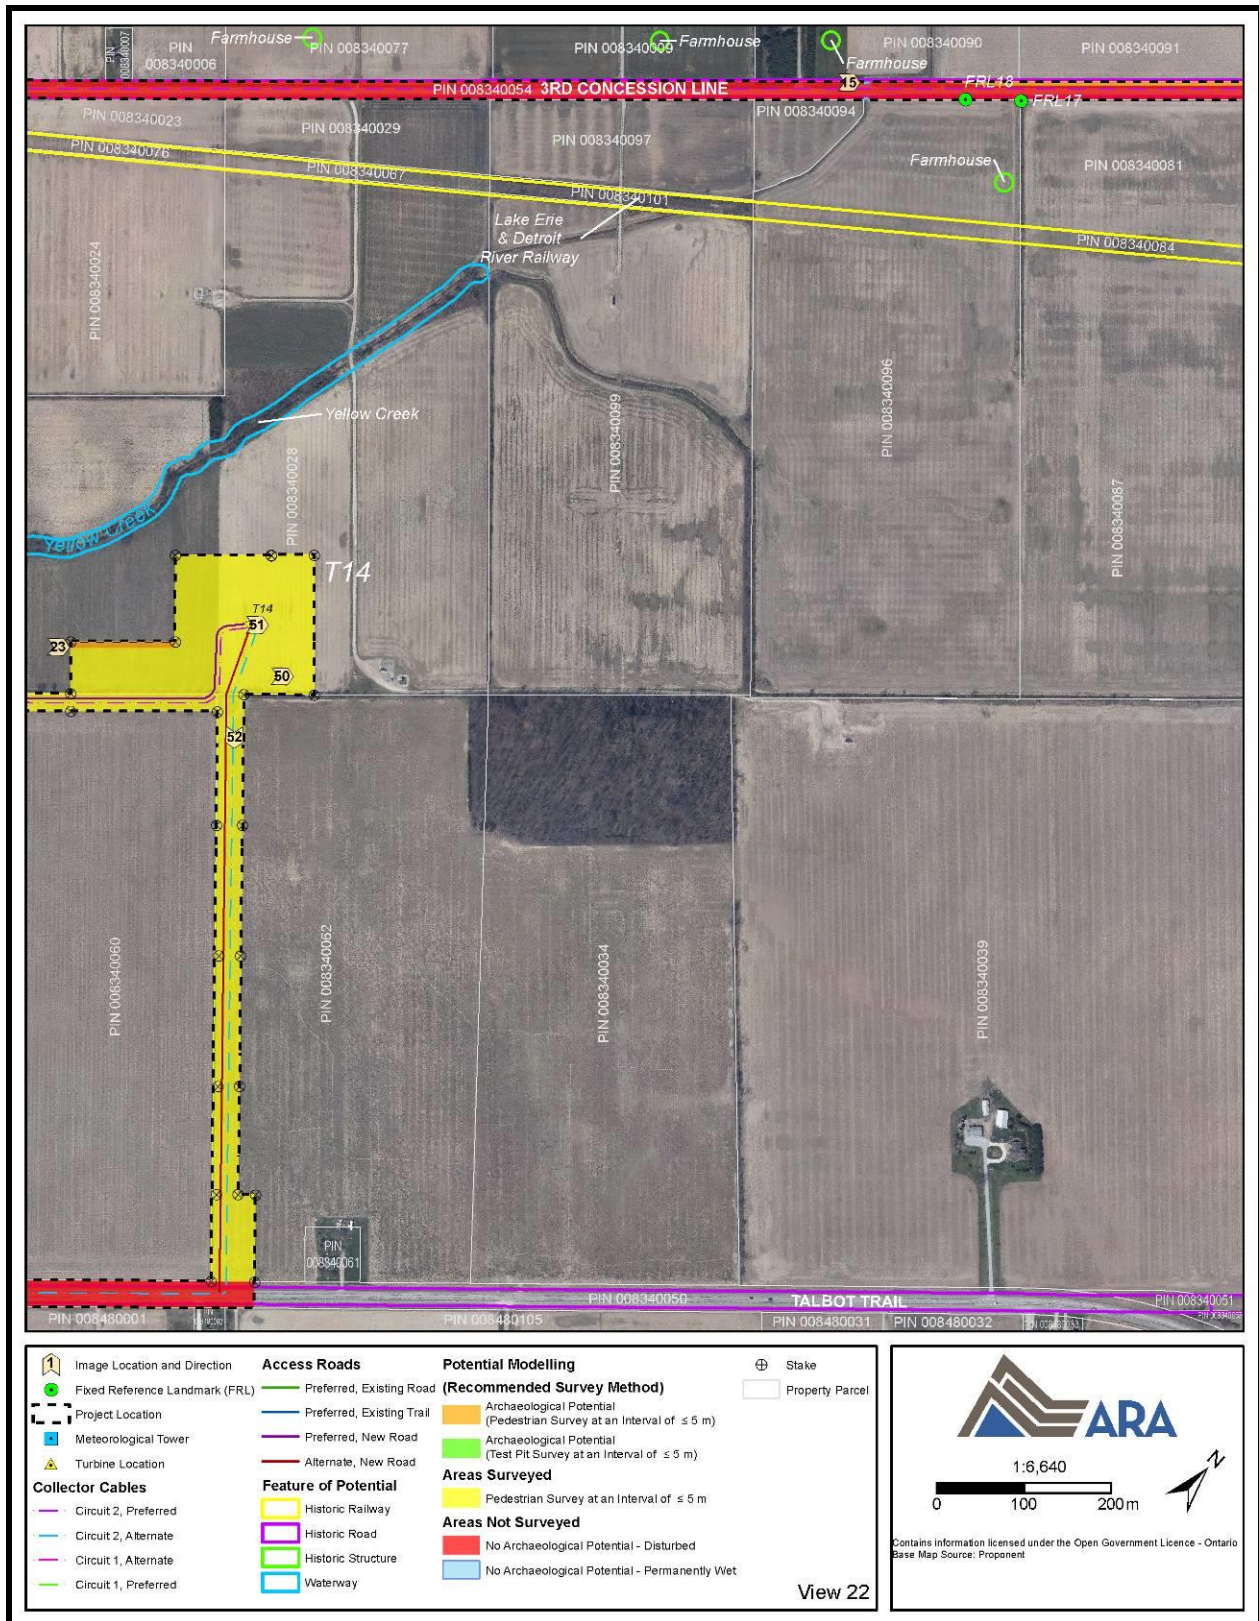 Farmhouse
PIN
008340006
PIN
008340007
PIN 008340077
PIN 008340009
Farmhouse
Farmhouse
PIN 008340090
PIN 008340091
15
PIN 008340054
3RD CONCESSION LINE
FRL18
FRL17
PIN 008340023
PIN 008340029
PIN 008340097
PIN 008340094
PIN 008340076
PIN 008340067
PIN 008340101
Farmhouse
PIN 008340081
Lake Erie
& Detroit
River Railway
PIN 008340084
PIN 008340024
Yellow Creek
PIN 008340028
PIN 008340099
PIN 008340096
PIN 008340087
Yellow Creek
T14
T14
51
23
50
52
PIN 008340060
PIN 008340062
PIN 008340034
PIN 008340039
PIN
008340061
PIN 008340050
TALBOT TRAIL
PIN 008340051
PIN 008480001
PIN 008480105
PIN 008480031
PIN 008480032
1 Image Location and Direction
Fixed Reference Landmark (FRL)
Project Location
Meteorological Tower
Turbine Location
Collector Cables
Circuit 2, Preferred
Circuit 2, Alternate
Circuit 1, Alternate
Circuit 1, Preferred
Access Roads
Preferred, Existing Road
Preferred, Existing Trail
Preferred, New Road
Alternate, New Road
Feature of Potential
Historic Railway
Historic Road
Historic Structure
Waterway
Potential Modelling
(Recommended Survey Method)
Archaeological Potential
(Pedestrian Survey at an Interval of ≤ 5 m)
Archaeological Potential
(Test Pit Survey at an Interval of ≤ 5 m)
Areas Surveyed
Pedestrian Survey at an Interval of ≤ 5 m
Areas Not Surveyed
No Archaeological Potential - Disturbed
No Archaeological Potential - Permanently Wet
Stake
Property Parcel
View 22
ARA
1:6,640
N
0 100 200 m
Contains information licensed under the Open Government Licence - Ontario
Base Map Source: Proponent